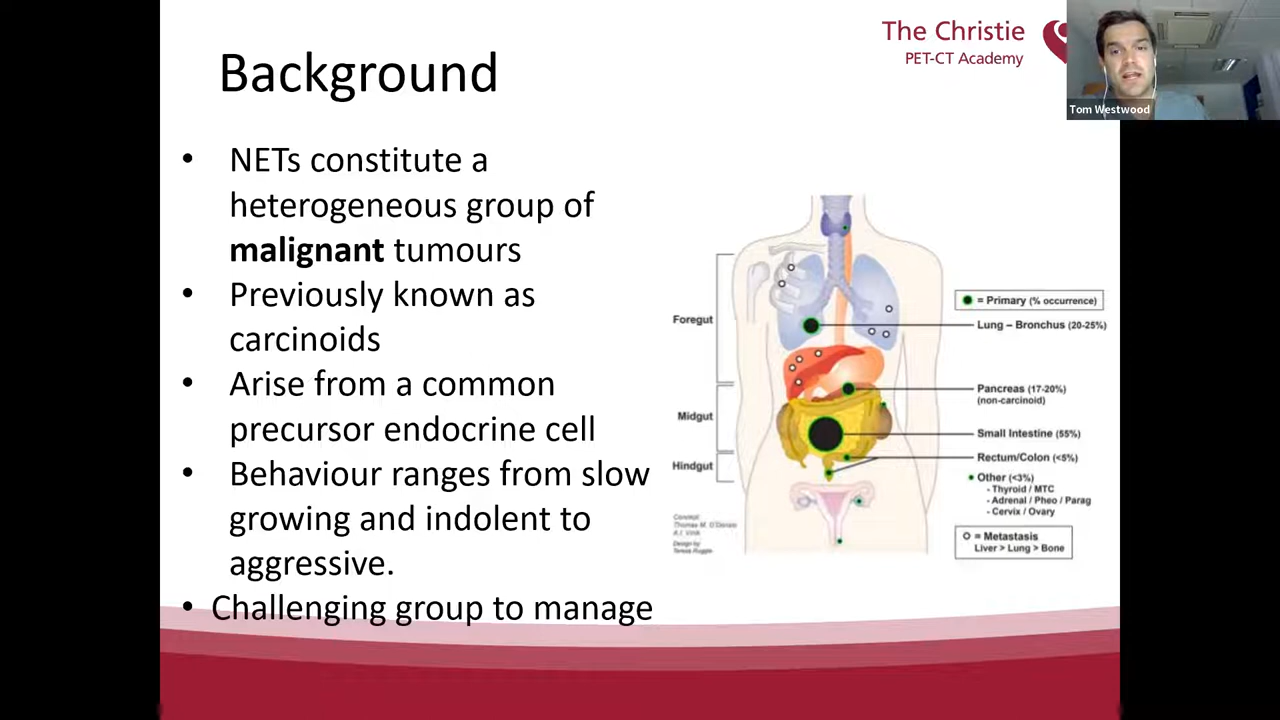 The Christie
PET-CT Academy
Tom Westwood
Background
• NETs constitute a
heterogeneous group of
malignant tumours
• Previously known as
carcinoids
• Arise from a common
precursor endocrine cell
• Behaviour ranges from slow
growing and indolent to
aggressive.
• Challenging group to manage
Foregut
Midgut
Hindgut
= Primary (% occurrence)
Lung – Bronchus (20-25%)
Pancreas (17-20%)
(non-carcinoid)
Small Intestine (55%)
Rectum/Colon (<5%)
Other (<3%)
- Thyroid / MTC
- Adrenal / Pheo / Parag
- Cervix / Ovary
= Metastasis
Liver > Lung > Bone
Design by